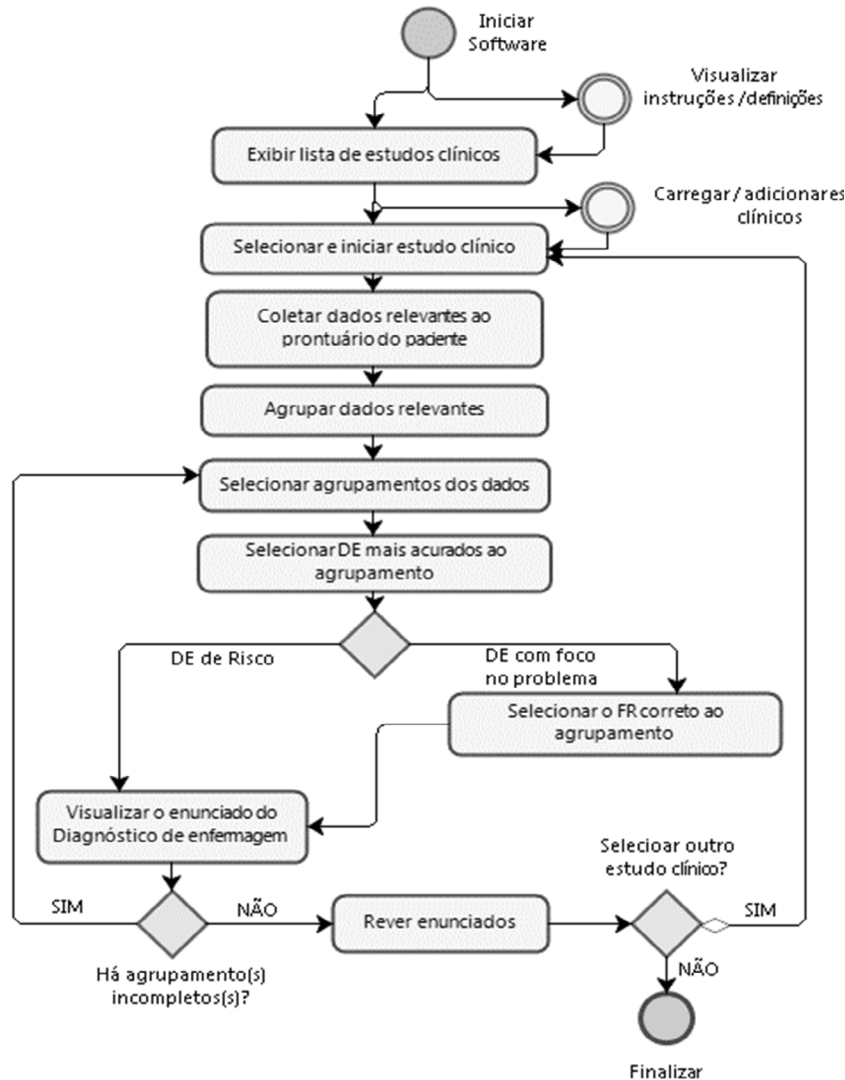 Iniciar
Software
Visualizar
instruções /definições
Exibir lista de estudos clínicos
Carregar / adicionares
clínicos
Selecionar e iniciar estudo clínico
Coletar dados relevantes ao
prontuário do paciente
Agrupar dados relevantes
Selecionar agrupamentos dos dados
Selecionar DE mais acurados ao
agrupamento
DE de Risco
DE com foco
no problema
Selecionar o FR correto ao
agrupamento
Visualizar o enunciado do
Diagnóstico de enfermagem
Selecioar outro
estudo clínico?
SIM
NÃO
Rever enunciados
SIM
Há agrupamento(s)
incompletos(s)?
NÃO
Finalizar